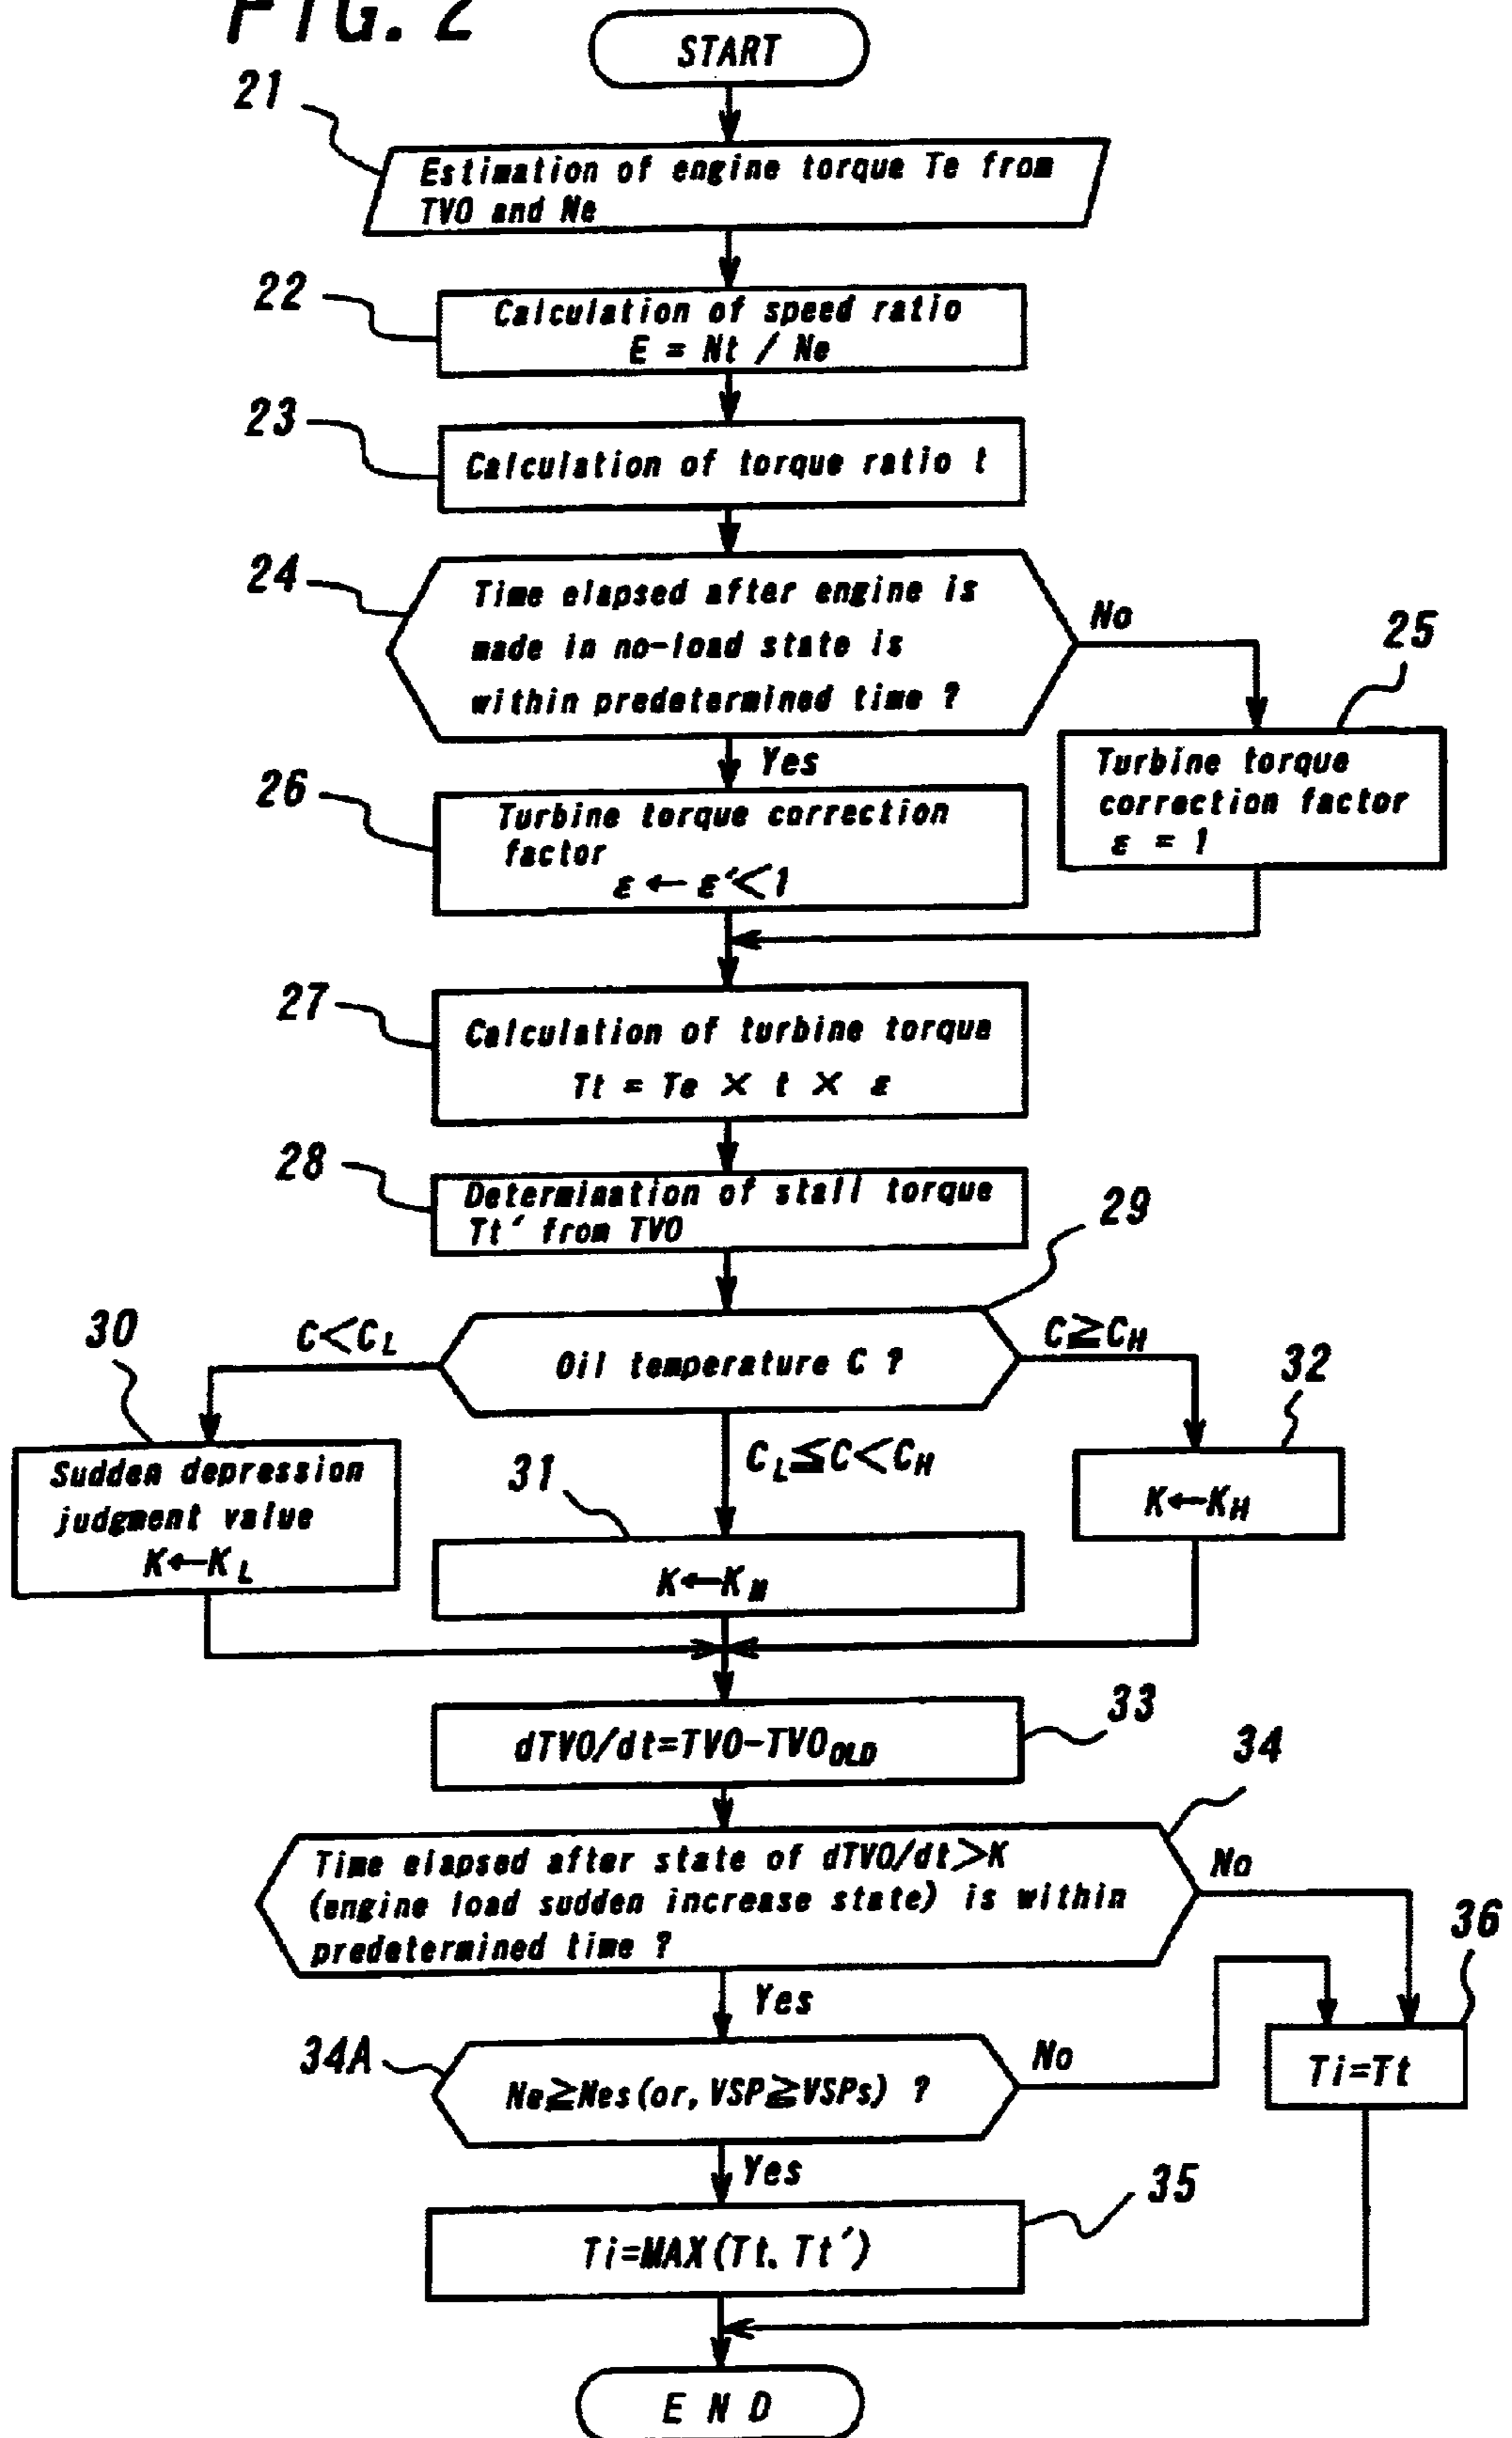 FIG. 2
START
21
Estimation of engine torque Te from
TVO and Ne
22
Calculation of speed ratio
E = Nt / Ne
23
Calculation of torque ratio t
24
Time elapsed after engine is
made in no-load state is
within predetermined time ?
No
25
Turbine torque
correction factor
ε = 1
Yes
26
Turbine torque correction
factor
ε ← ε′<1
27
Calculation of turbine torque
Tt = Te × t × ε
28
Determination of stall torque
Tt′ from TVO
29
Oil temperature C ?
C<CL
30
Sudden depression
judgment value
K←KL
CL≦C<CH
31
K←KM
C≧CH
32
K←KH
33
dTVO/dt=TVO-TVOOLD
34
Time elapsed after state of dTVO/dt>K
(engine load sudden increase state) is within
predetermined time ?
No
36
Ti=Tt
Yes
34A
Ne≧Nes(or, VSP≧VSPs) ?
No
Yes
35
Ti=MAX(Tt, Tt′)
END